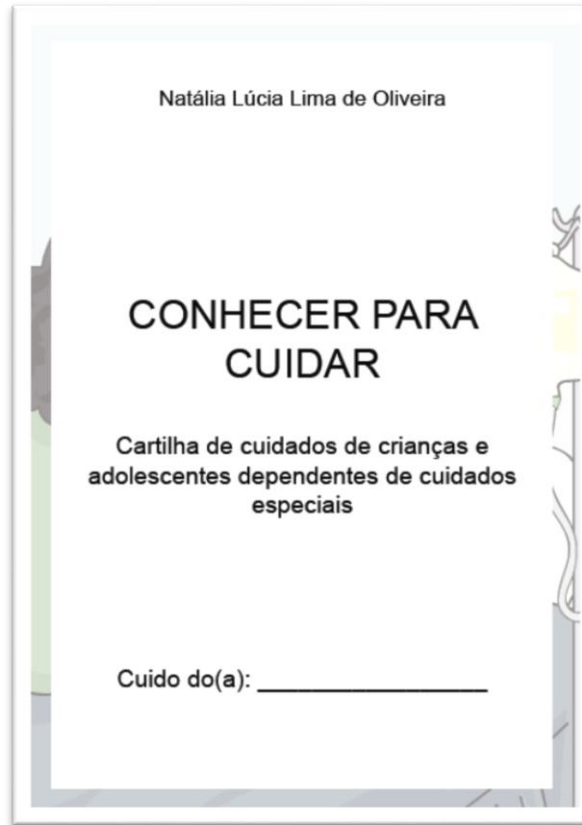 Natália Lúcia Lima de Oliveira
CONHECER PARA
CUIDAR
Cartilha de cuidados de crianças e
adolescentes dependentes de cuidados
especiais
Cuido do(a): _________________